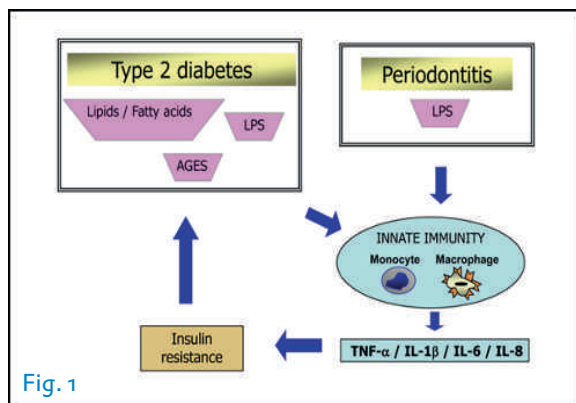 Type 2 diabetes
Lipids / Fatty acids
LPS
AGES
Periodontitis
LPS
INNATE IMMUNITY
Monocyte Macrophage
TNF-α / IL-1β / IL-6 / IL-8
Insulin
resistance
Fig. 1